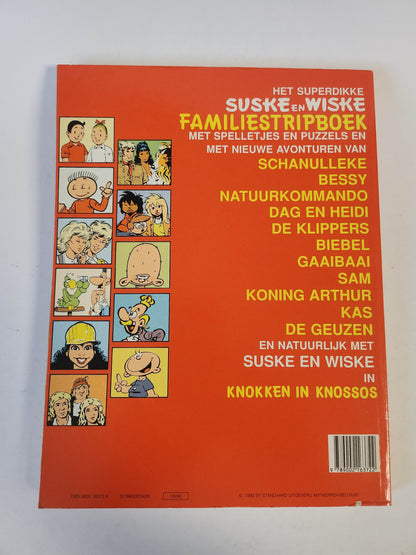 HET SUPERDIKKE
SUSKE EN WISKE
FAMILIESTRIPBOEK
MET SPELLETJES EN PUZZELS EN
MET NIEUWE AVONTUREN VAN
SCHANULLEKE
BESSY
NATUURKOMMANDO
DAG EN HEIDI
DE KLIPPERS
BIEBEL
GAAIBAAI
SAM
KONING ARTHUR
KAS
DE GEUZEN
EN NATUURLIJK MET
SUSKE EN WISKE
IN
KNOKKEN IN KNOSSOS